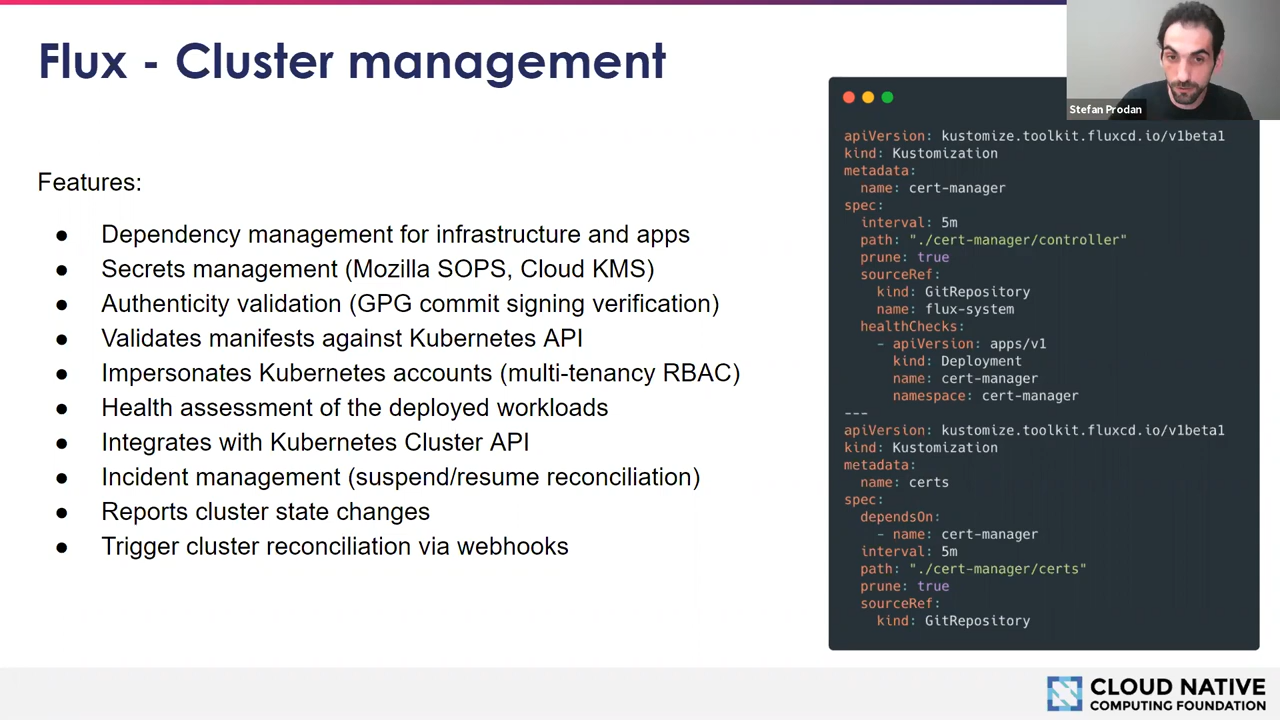 Flux - Cluster management
Stefan Prodan
Features:
● Dependency management for infrastructure and apps
● Secrets management (Mozilla SOPS, Cloud KMS)
● Authenticity validation (GPG commit signing verification)
● Validates manifests against Kubernetes API
● Impersonates Kubernetes accounts (multi-tenancy RBAC)
● Health assessment of the deployed workloads
● Integrates with Kubernetes Cluster API
● Incident management (suspend/resume reconciliation)
● Reports cluster state changes
● Trigger cluster reconciliation via webhooks
apiVersion: kustomize.toolkit.fluxcd.io/v1beta1
kind: Kustomization
metadata:
  name: cert-manager
spec:
  interval: 5m
  path: "./cert-manager/controller"
  prune: true
  sourceRef:
    kind: GitRepository
    name: flux-system
  healthChecks:
    - apiVersion: apps/v1
      kind: Deployment
      name: cert-manager
      namespace: cert-manager
---
apiVersion: kustomize.toolkit.fluxcd.io/v1beta1
kind: Kustomization
metadata:
  name: certs
spec:
  dependsOn:
    - name: cert-manager
  interval: 5m
  path: "./cert-manager/certs"
  prune: true
  sourceRef:
    kind: GitRepository
CLOUD NATIVE
COMPUTING FOUNDATION